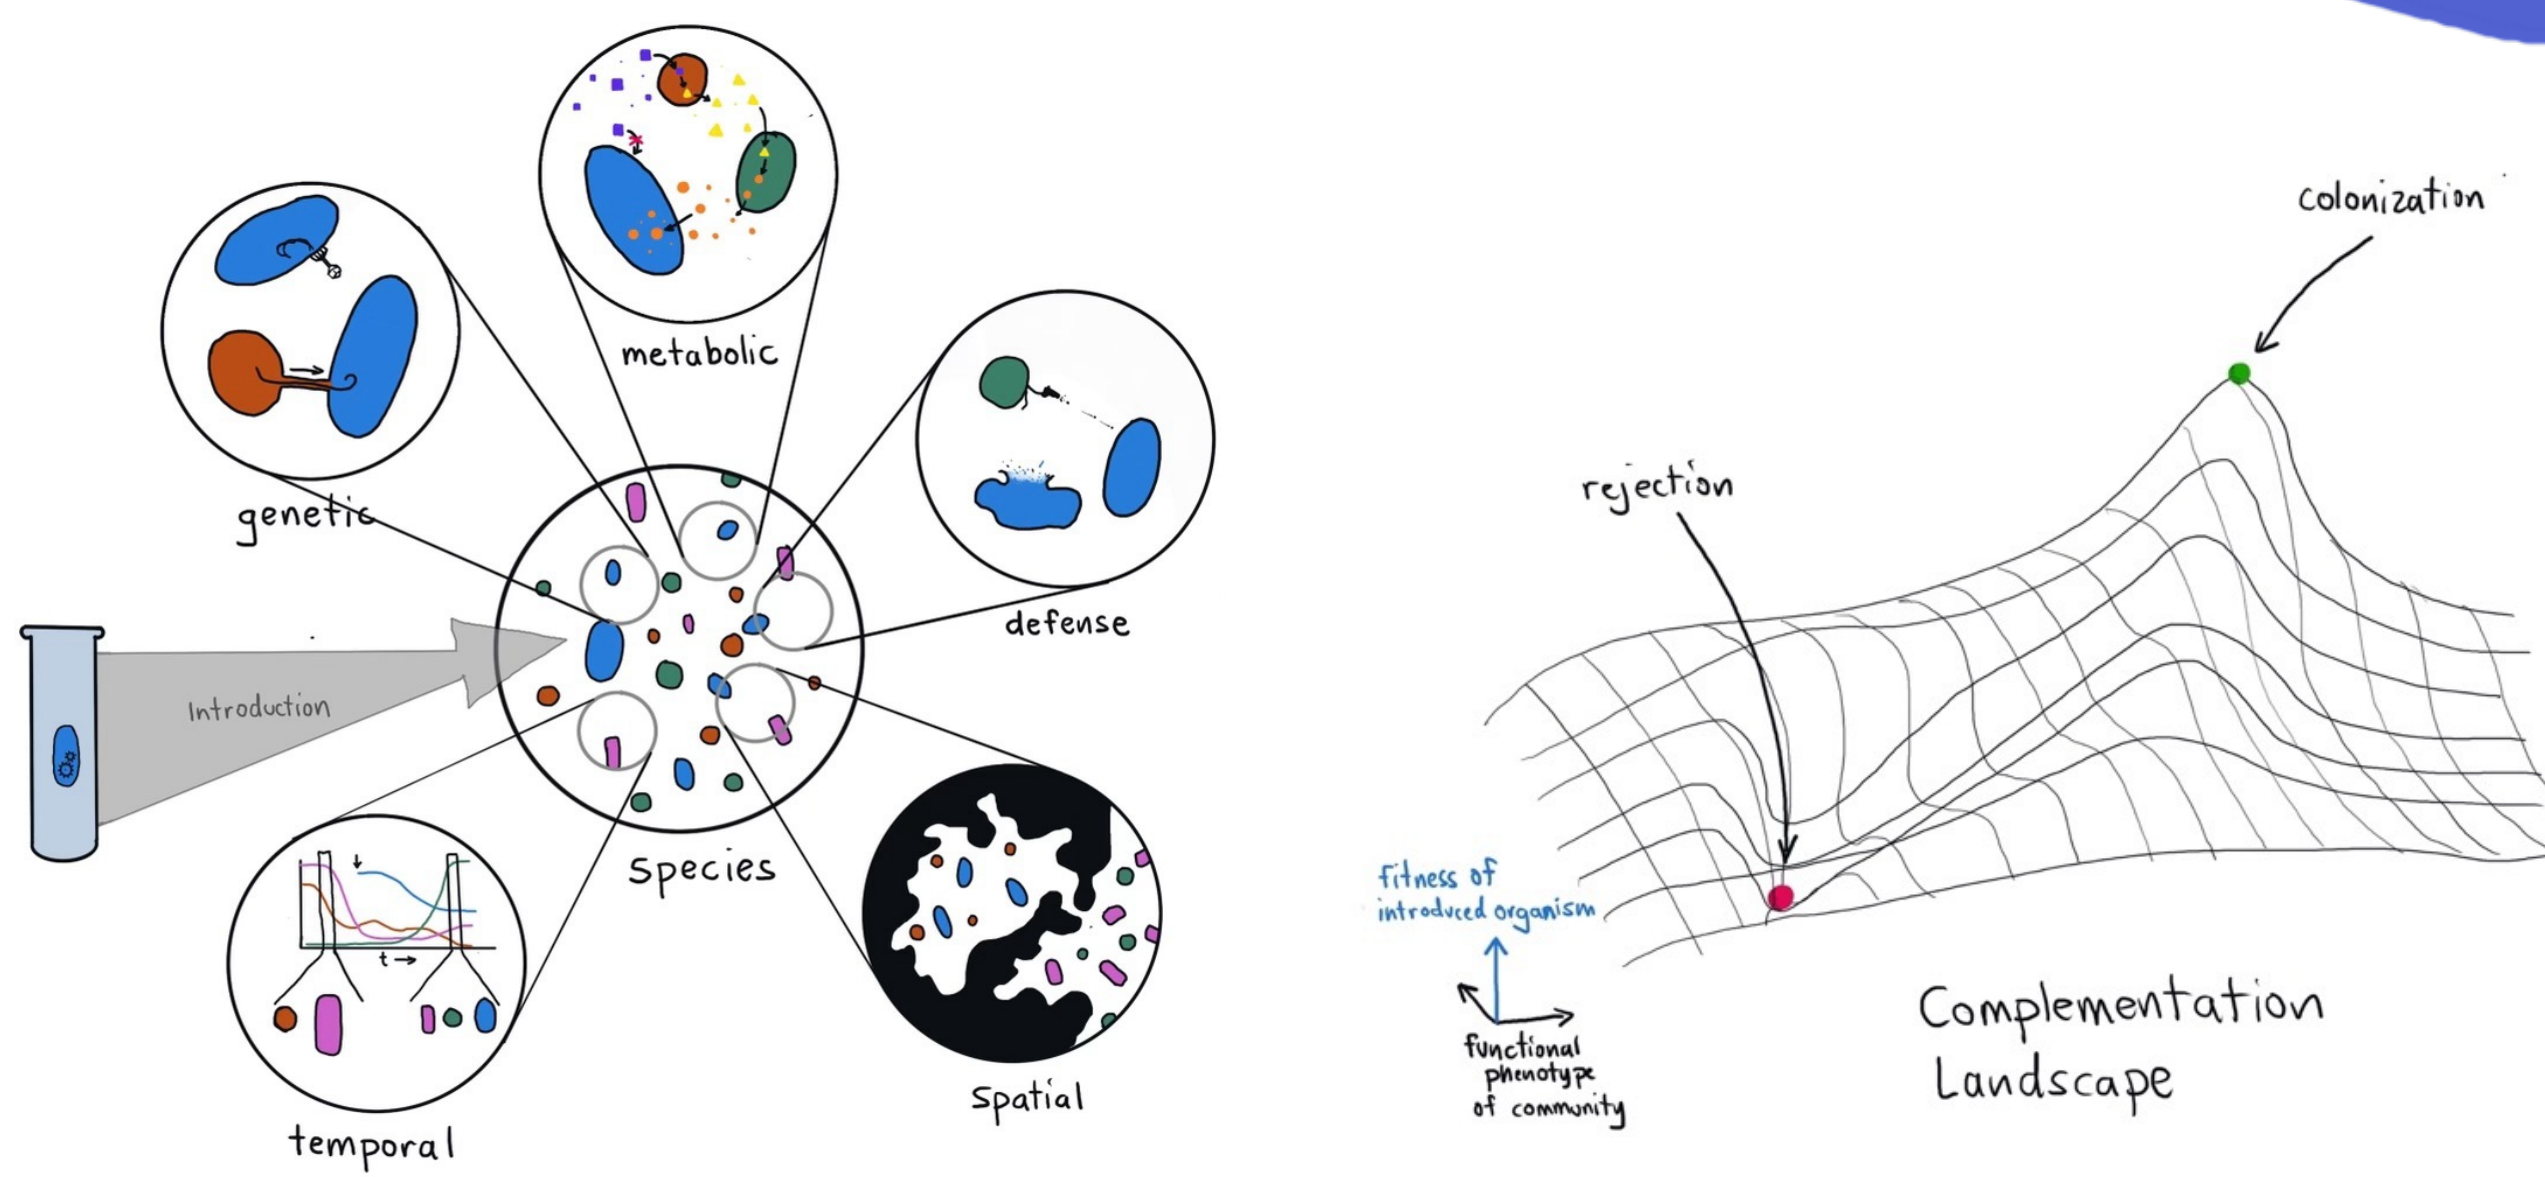 metabolic
genetic
defense
Introduction
Species
t
temporal
spatial
colonization
rejection
fitness of
introduced organism
functional
phenotype
of community
Complementation
Landscape